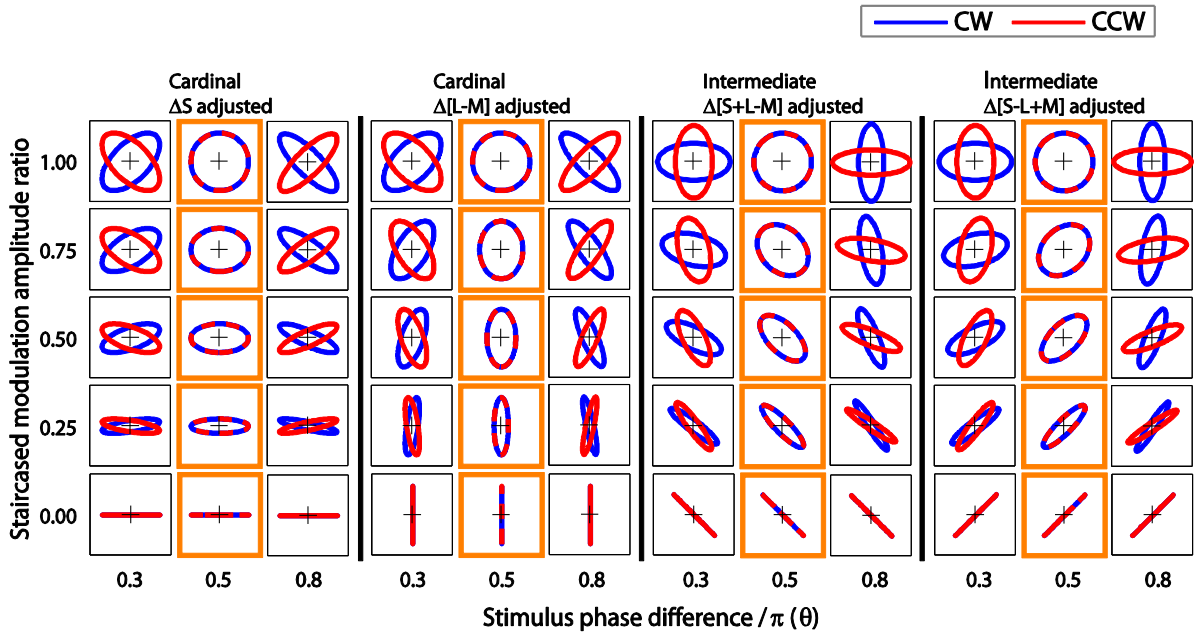 CW CCW
Cardinal
ΔS adjusted
Cardinal
Δ[L-M] adjusted
Intermediate
Δ[S+L-M] adjusted
Intermediate
Δ[S-L+M] adjusted
Staircased modulation amplitude ratio
1.00
0.75
0.50
0.25
0.00
0.3 0.5 0.8 0.3 0.5 0.8 0.3 0.5 0.8 0.3 0.5 0.8
Stimulus phase difference / π (θ)